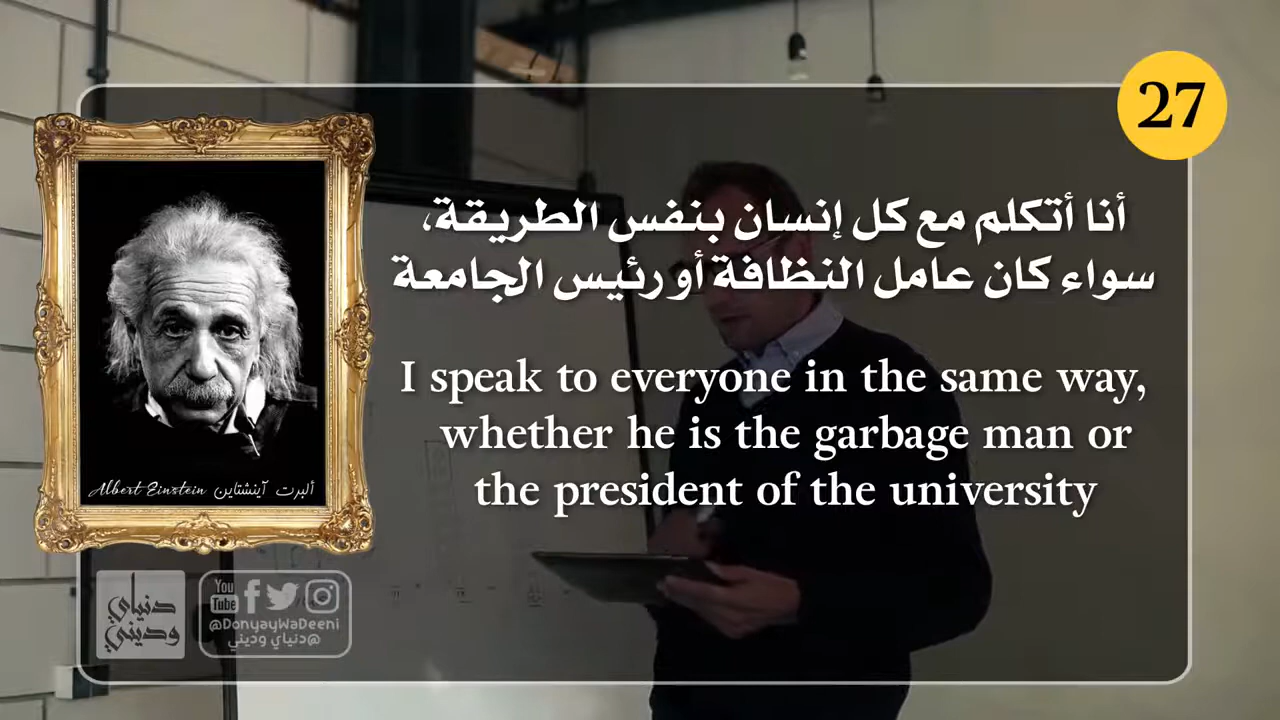 27
أنا أتكلم مع كل إنسان بنفس الطريقة،
سواء كان عامل النظافة أو رئيس الجامعة
I speak to everyone in the same way,
whether he is the garbage man or
the president of the university
Albert Einstein ألبرت آينشتاين
دنياي
وديني
You
Tube
@DonyayWaDeeni
@دنياي وديني